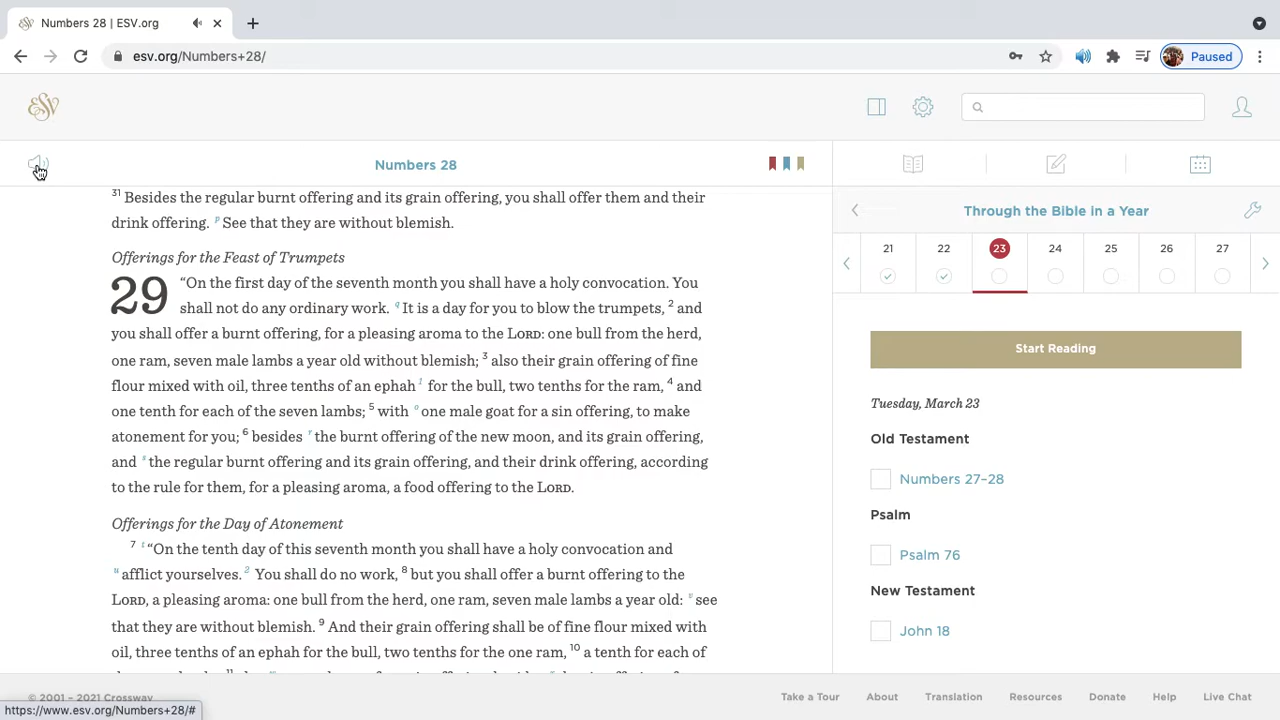 Numbers 28 | ESV.org
esv.org/Numbers+28/
Paused
ESV
Numbers 28
31 Besides the regular burnt offering and its grain offering, you shall offer them and their
drink offering. p See that they are without blemish.
Offerings for the Feast of Trumpets
29 “On the first day of the seventh month you shall have a holy convocation. You
shall not do any ordinary work. q It is a day for you to blow the trumpets, 2 and
you shall offer a burnt offering, for a pleasing aroma to the LORD: one bull from the herd,
one ram, seven male lambs a year old without blemish; 3 also their grain offering of fine
flour mixed with oil, three tenths of an ephah 1 for the bull, two tenths for the ram, 4 and
one tenth for each of the seven lambs; 5 with o one male goat for a sin offering, to make
atonement for you; 6 besides r the burnt offering of the new moon, and its grain offering,
and s the regular burnt offering and its grain offering, and their drink offering, according
to the rule for them, for a pleasing aroma, a food offering to the LORD.
Offerings for the Day of Atonement
7 t “On the tenth day of this seventh month you shall have a holy convocation and
u afflict yourselves. 2 You shall do no work, 8 but you shall offer a burnt offering to the
LORD, a pleasing aroma: one bull from the herd, one ram, seven male lambs a year old: v see
that they are without blemish. 9 And their grain offering shall be of fine flour mixed with
oil, three tenths of an ephah for the bull, two tenths for the one ram, 10 a tenth for each of
Through the Bible in a Year
21 22 23 24 25 26 27
Start Reading
Tuesday, March 23
Old Testament
Numbers 27–28
Psalm
Psalm 76
New Testament
John 18
© 2001 – 2021 Crossway
Take a Tour About Translation Resources Donate Help Live Chat
https://www.esv.org/Numbers+28/#